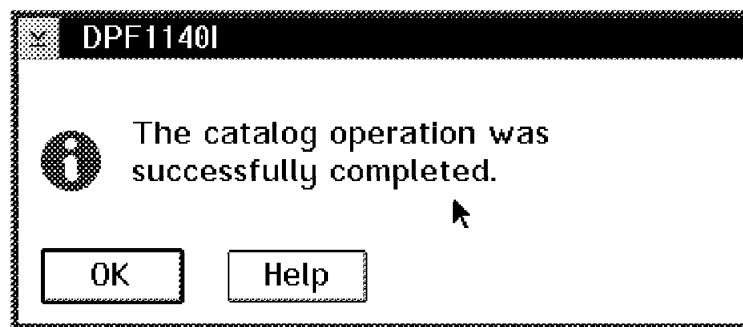 DPF1140I
The catalog operation was
successfully completed.
OK
Help